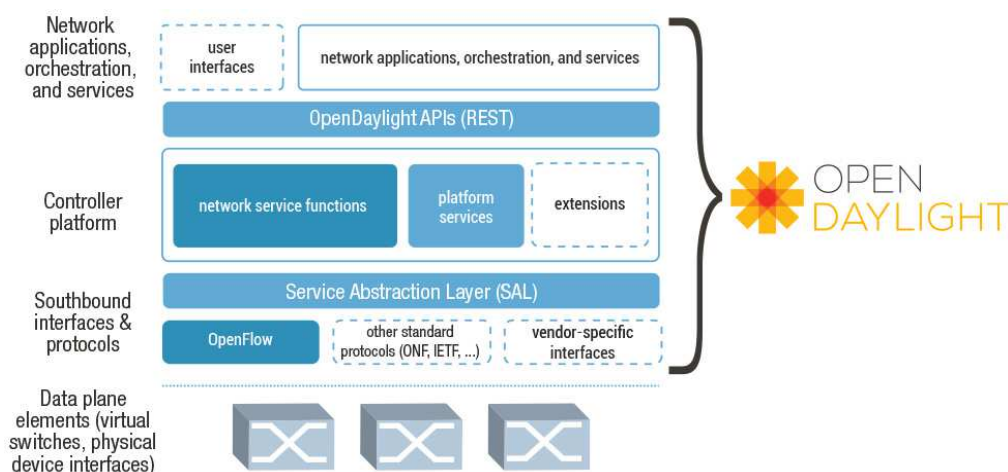 Network
applications,
orchestration,
and services
user
interfaces
network applications, orchestration, and services
OpenDaylight APIs (REST)
Controller
platform
network service functions
platform
services
extensions
OPEN
DAYLIGHT
Service Abstraction Layer (SAL)
Southbound
interfaces &
protocols
OpenFlow
other standard
protocols (ONF, IETF, ...)
vendor-specific
interfaces
Data plane
elements (virtual
switches, physical
device interfaces)